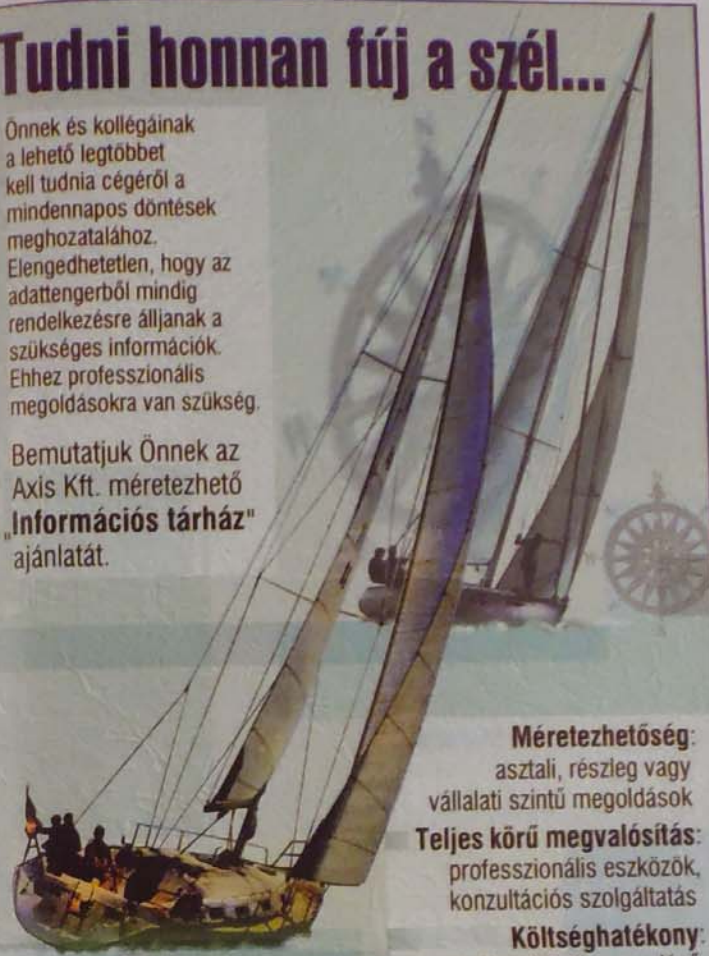 Tudni honnan fúj a szél...
Önnek és kollégáinak
a lehető legtöbbet
kell tudnia cégéről a
mindennapos döntések
meghozatalához.
Elengedhetetlen, hogy az
adattengerből mindig
rendelkezésre álljanak a
szükséges információk.
Ehhez professzionális
megoldásokra van szükség.
Bemutatjuk Önnek az
Axis Kft. méretezhető
„Információs tárház"
ajánlatát.
Méretezhetőség:
asztali, részleg vagy
vállalati szintű megoldások
Teljes körű megvalósítás:
professzionális eszközök,
konzultációs szolgáltatás
Költséghatékony: